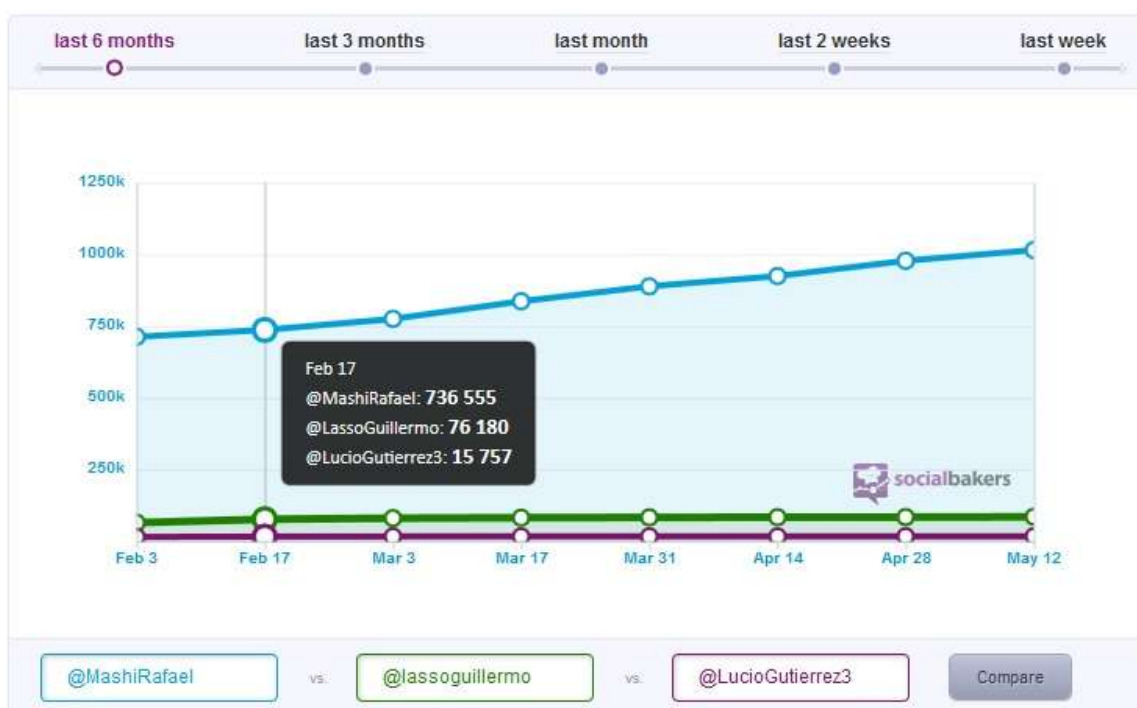 last 6 months last 3 months last month last 2 weeks last week
1250k
1000k
750k
500k
250k
Feb 17
@MashiRafael: 736 555
@LassoGuillermo: 76 180
@LucioGutierrez3: 15 757
socialbakers
Feb 3 Feb 17 Mar 3 Mar 17 Mar 31 Apr 14 Apr 28 May 12
@MashiRafael vs. @lassoguillermo vs. @LucioGutierrez3 Compare